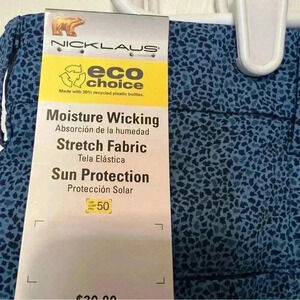 NICKLAUS
eco
choice
Made with 20% recycled plastic bottles.
Moisture Wicking
Absorción de la humedad
Stretch Fabric
Tela Elástica
Sun Protection
Protección Solar
50